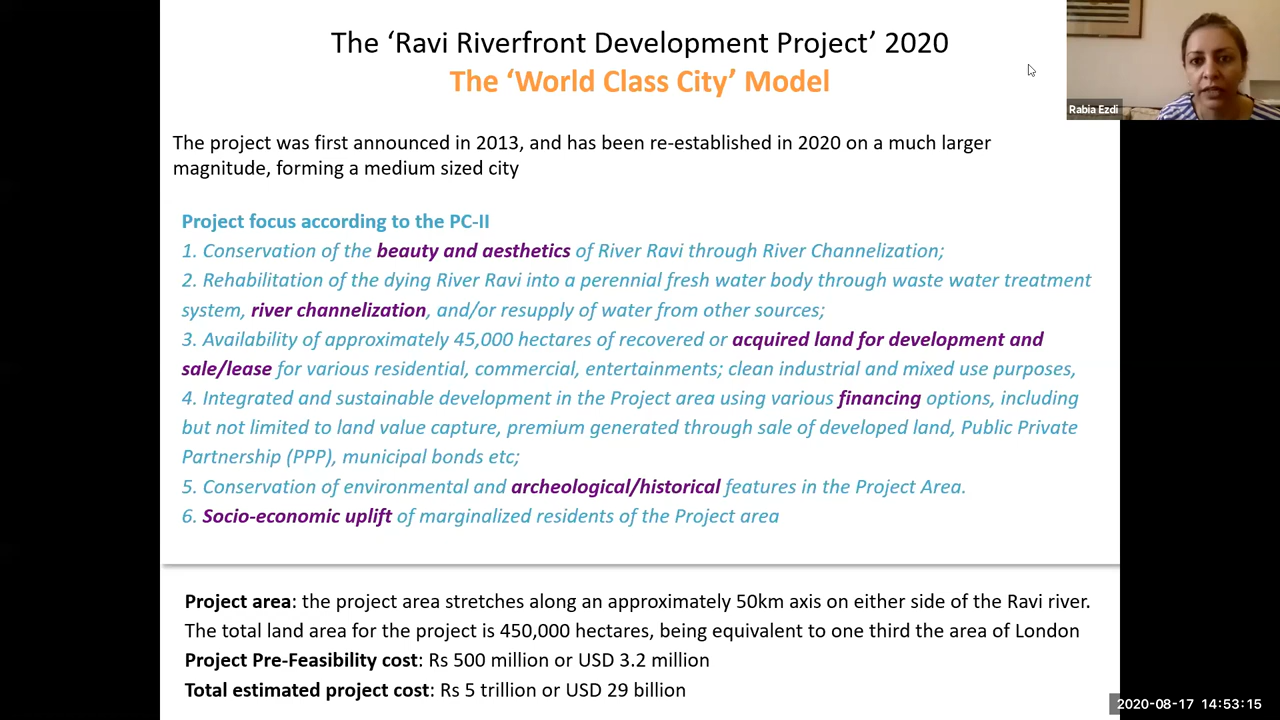 The ‘Ravi Riverfront Development Project’ 2020
The ‘World Class City’ Model
Rabia Ezdi
The project was first announced in 2013, and has been re-established in 2020 on a much larger
magnitude, forming a medium sized city
Project focus according to the PC-II
1. Conservation of the beauty and aesthetics of River Ravi through River Channelization;
2. Rehabilitation of the dying River Ravi into a perennial fresh water body through waste water treatment
system, river channelization, and/or resupply of water from other sources;
3. Availability of approximately 45,000 hectares of recovered or acquired land for development and
sale/lease for various residential, commercial, entertainments; clean industrial and mixed use purposes,
4. Integrated and sustainable development in the Project area using various financing options, including
but not limited to land value capture, premium generated through sale of developed land, Public Private
Partnership (PPP), municipal bonds etc;
5. Conservation of environmental and archeological/historical features in the Project Area.
6. Socio-economic uplift of marginalized residents of the Project area
Project area: the project area stretches along an approximately 50km axis on either side of the Ravi river.
The total land area for the project is 450,000 hectares, being equivalent to one third the area of London
Project Pre-Feasibility cost: Rs 500 million or USD 3.2 million
Total estimated project cost: Rs 5 trillion or USD 29 billion
2020-08-17 14:53:15